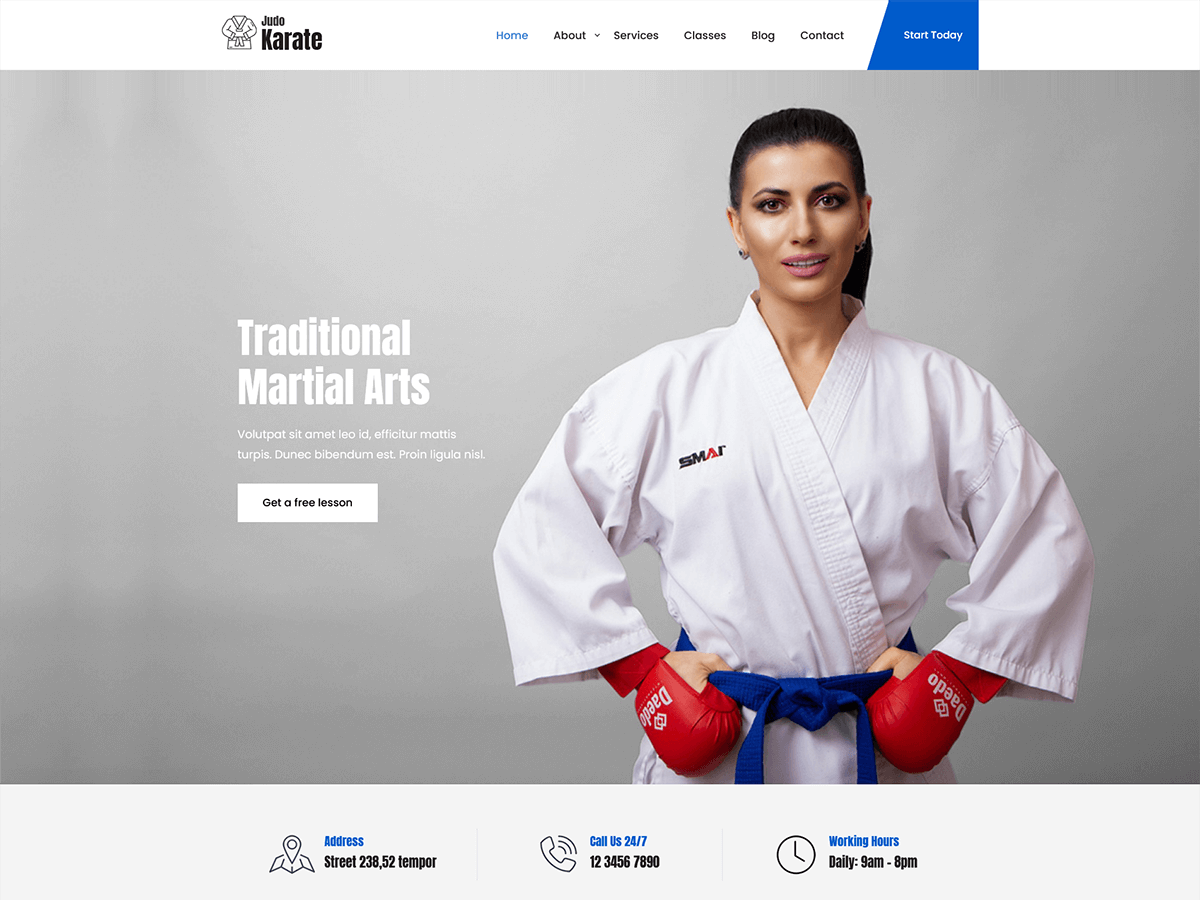 Judo
Karate
Home
About
Services
Classes
Blog
Contact
Start Today
Traditional
Martial Arts
Volutpat sit amet leo id, efficitur mattis
turpis. Dunec bibendum est. Proin ligula nisl.
Get a free lesson
SMAI
Daedo
Daedo
Address
Street 238,52 tempor
Call Us 24/7
12 3456 7890
Working Hours
Daily: 9am - 8pm